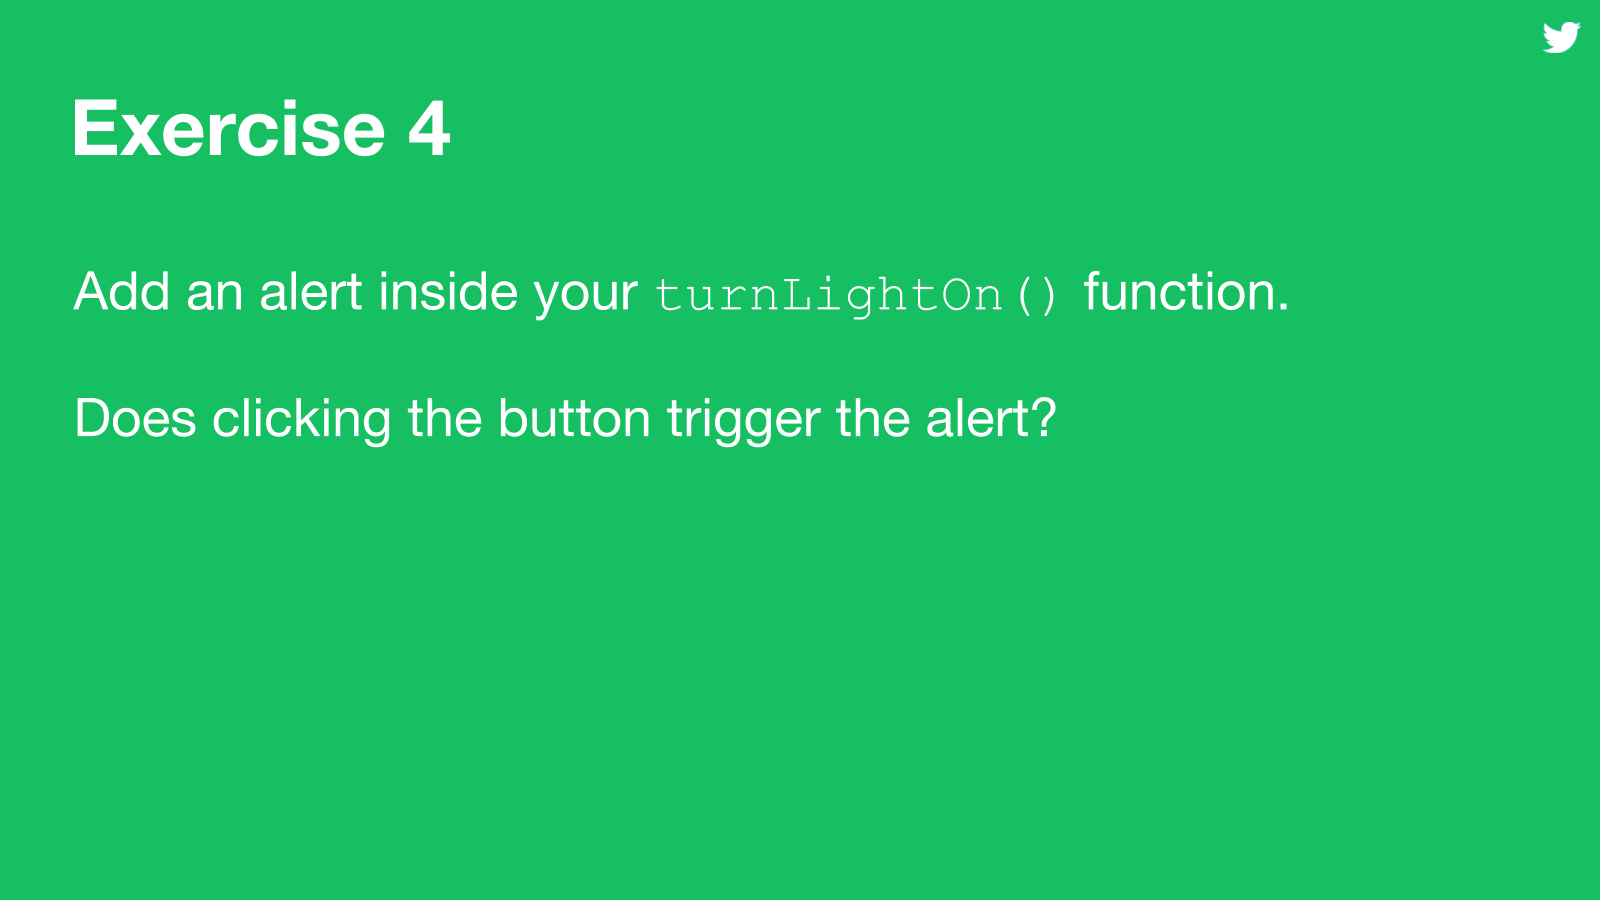 Exercise 4
Add an alert inside your turnLightOn() function.
Does clicking the button trigger the alert?